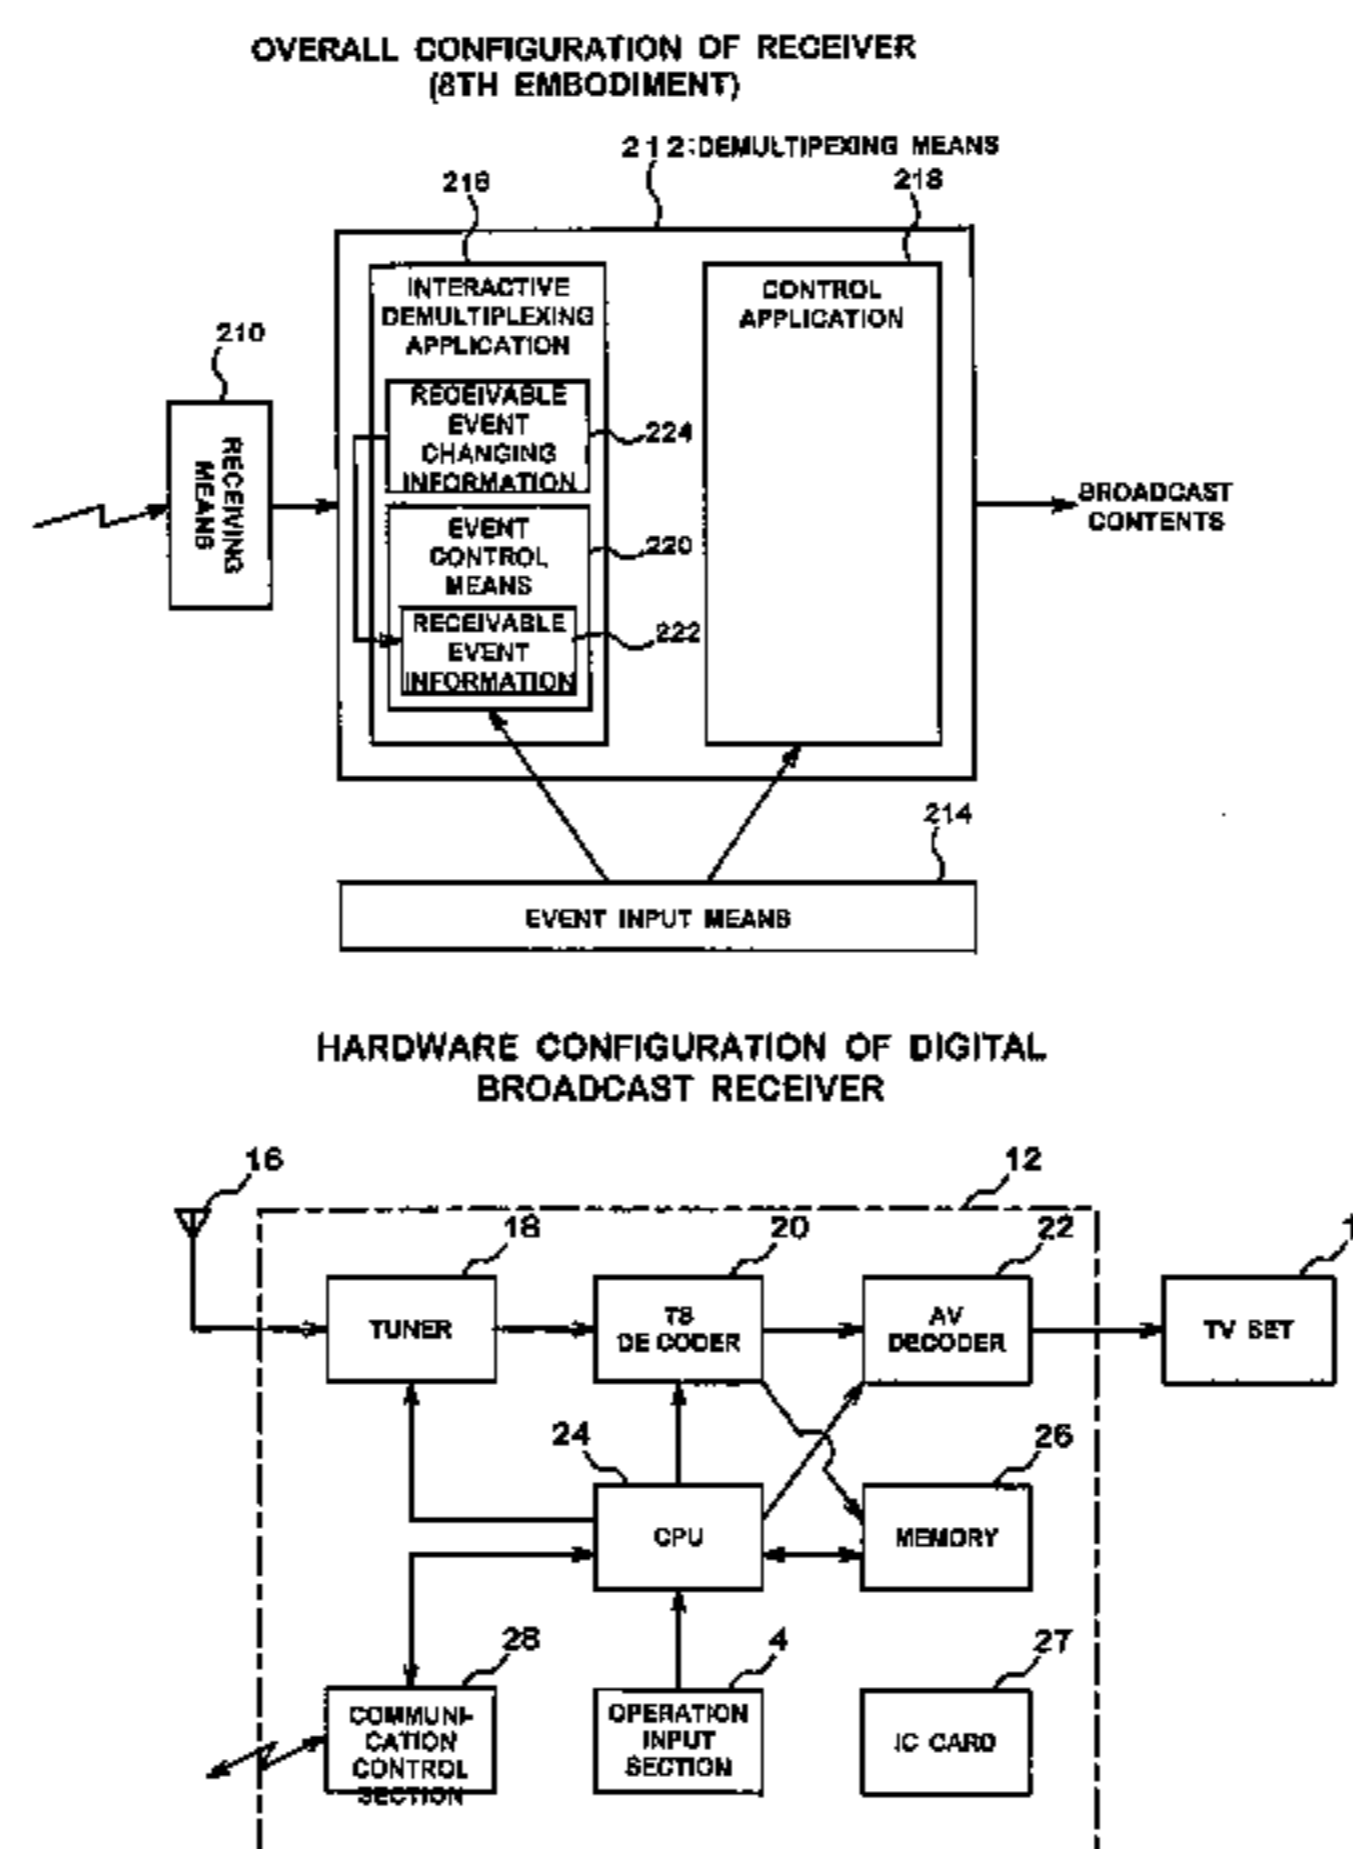 OVERALL CONFIGURATION OF RECEIVER
(8TH EMBODIMENT)
212:DEMULTIPEXING MEANS
216
218
INTERACTIVE
DEMULTIPLEXING
APPLICATION
CONTROL
APPLICATION
210
RECEIVING
MEANS
RECEIVABLE
EVENT
CHANGING
INFORMATION
224
EVENT
CONTROL
MEANS
220
RECEIVABLE
EVENT
INFORMATION
222
BROADCAST
CONTENTS
214
EVENT INPUT MEANS
HARDWARE CONFIGURATION OF DIGITAL
BROADCAST RECEIVER
16
12
18
20
22
1
TUNER
TS
DECODER
AV
DECODER
TV SET
24
26
CPU
MEMORY
28
4
27
COMMUNI-
CATION
CONTROL
SECTION
OPERATION
INPUT
SECTION
IC CARD